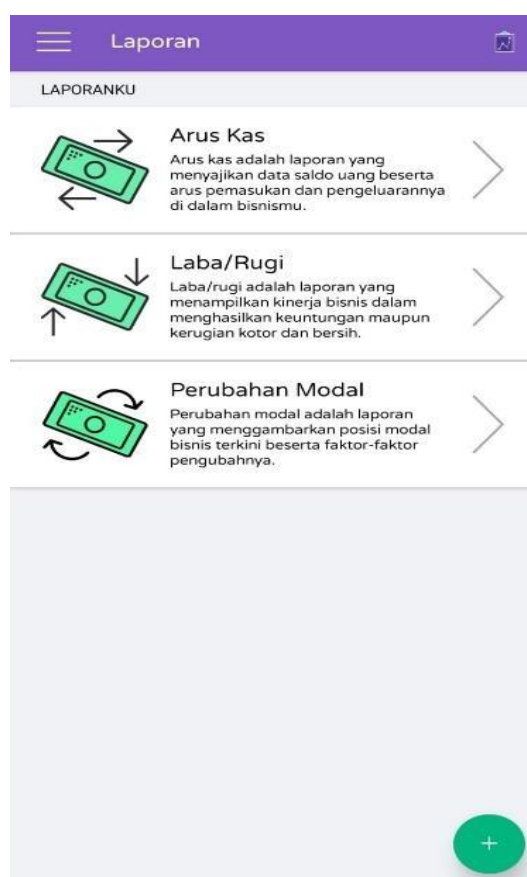 Laporan
LAPORANKU
Arus Kas
Arus kas adalah laporan yang
menyajikan data saldo uang beserta
arus pemasukan dan pengeluarannya
di dalam bisnismu.
Laba/Rugi
Laba/rugi adalah laporan yang
menampilkan kinerja bisnis dalam
menghasilkan keuntungan maupun
kerugian kotor dan bersih.
Perubahan Modal
Perubahan modal adalah laporan
yang menggambarkan posisi modal
bisnis terkini beserta faktor-faktor
pengubahnya.
+